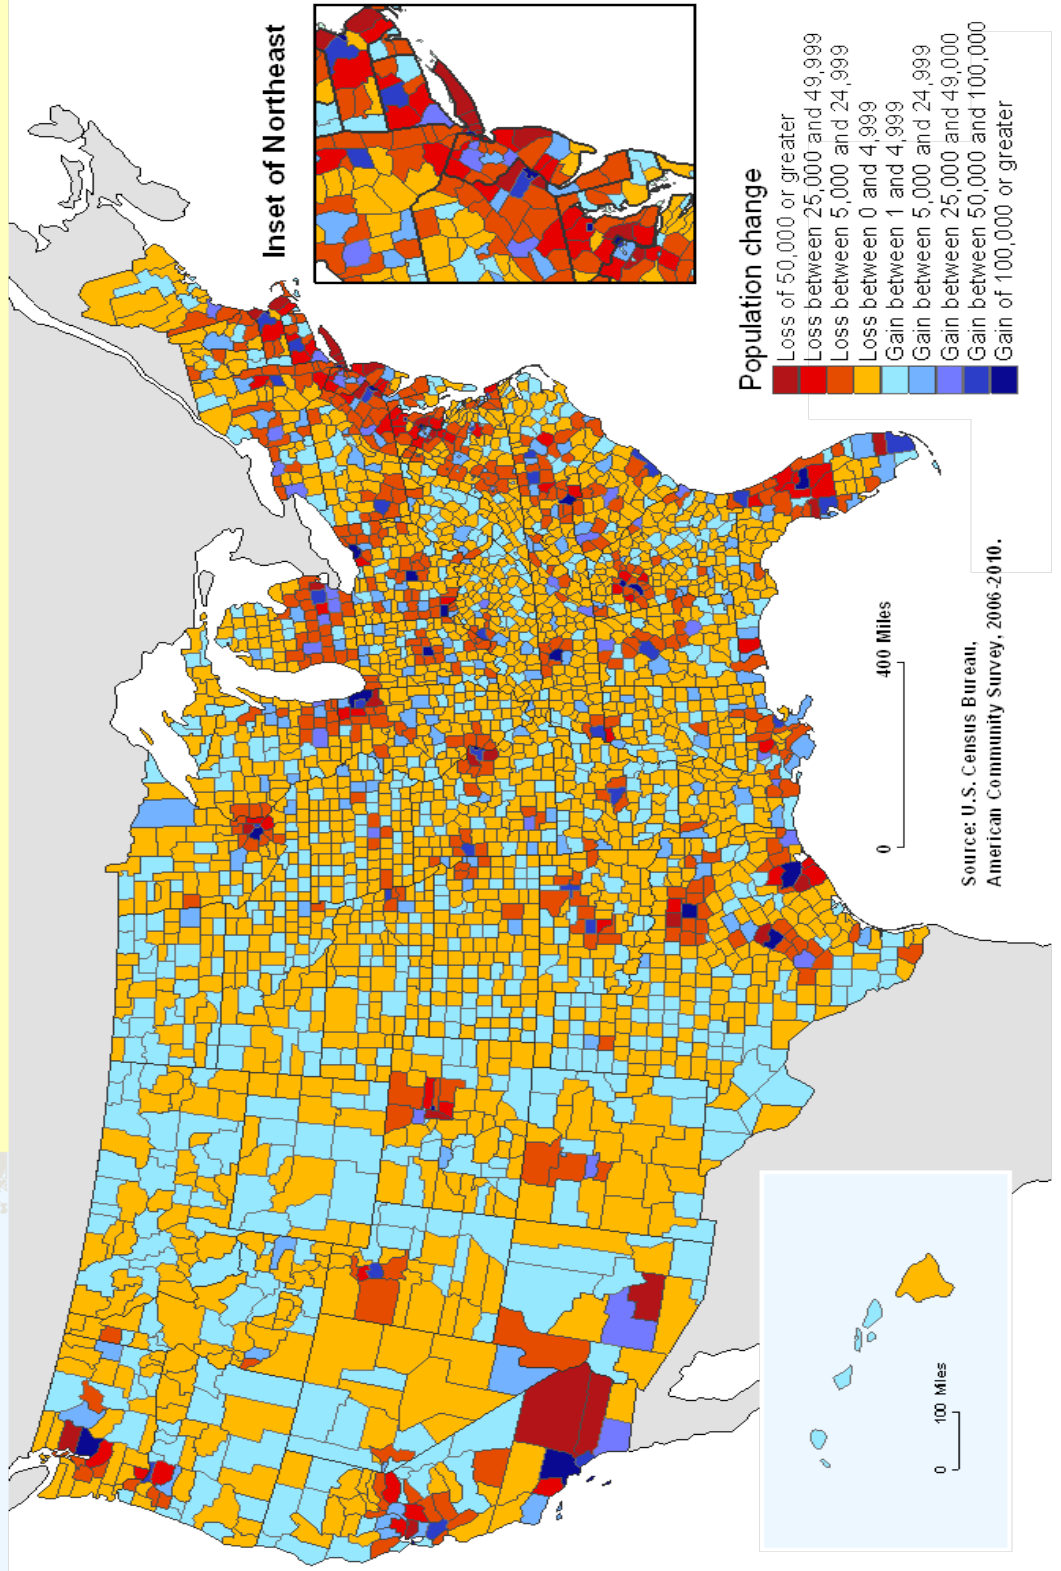 Inset of Northeast
Population change
Loss of 50,000 or greater
Loss between 25,000 and 49,999
Loss between 5,000 and 24,999
Loss between 0 and 4,999
Gain between 1 and 4,999
Gain between 5,000 and 24,999
Gain between 25,000 and 49,000
Gain between 50,000 and 100,000
Gain of 100,000 or greater
0 400 Miles
Source: U.S. Census Bureau,
American Community Survey, 2006-2010.
0 100 Miles